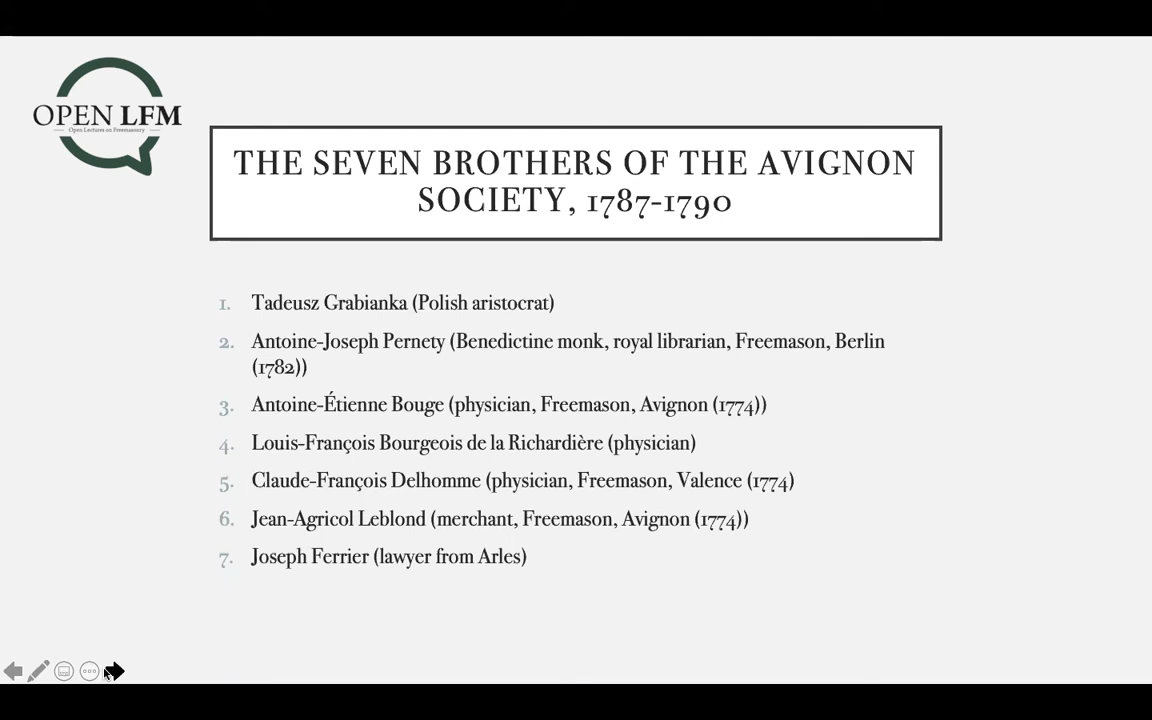 OPEN LFM
Open Lectures on Freemasonry
THE SEVEN BROTHERS OF THE AVIGNON
SOCIETY, 1787-1790
1. Tadeusz Grabianka (Polish aristocrat)
2. Antoine-Joseph Pernety (Benedictine monk, royal librarian, Freemason, Berlin
(1782))
3. Antoine-Étienne Bouge (physician, Freemason, Avignon (1774))
4. Louis-François Bourgeois de la Richardière (physician)
5. Claude-François Delhomme (physician, Freemason, Valence (1774)
6. Jean-Agricol Leblond (merchant, Freemason, Avignon (1774))
7. Joseph Ferrier (lawyer from Arles)